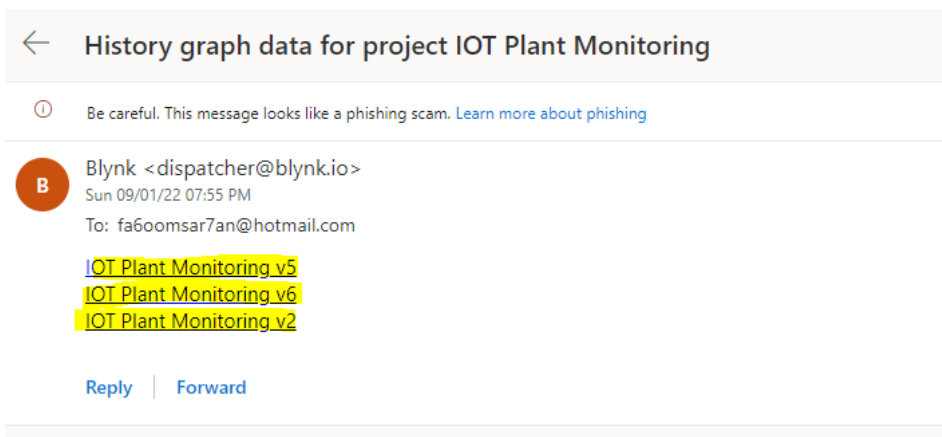 History graph data for project IOT Plant Monitoring
Be careful. This message looks like a phishing scam. Learn more about phishing
B
Blynk <dispatcher@blynk.io>
Sun 09/01/22 07:55 PM
To: fa6oomsar7an@hotmail.com
IOT Plant Monitoring v5
IOT Plant Monitoring v6
IOT Plant Monitoring v2
Reply Forward